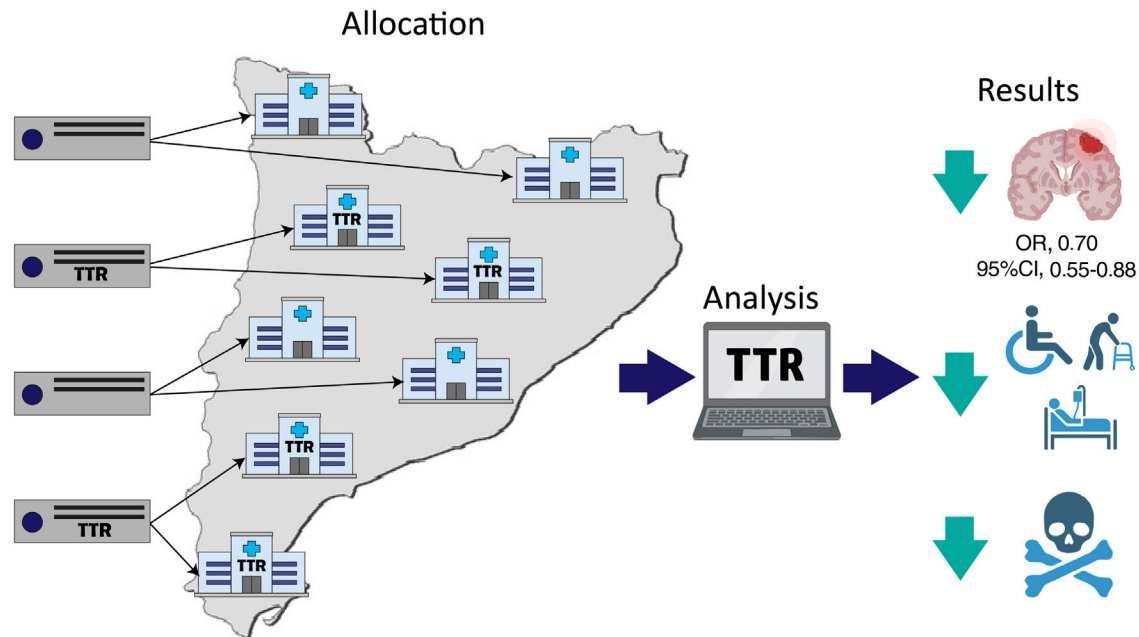 Allocation
TTR
TTR
TTR
TTR
TTR
TTR
Analysis
TTR
Results
OR, 0.70
95%CI, 0.55-0.88